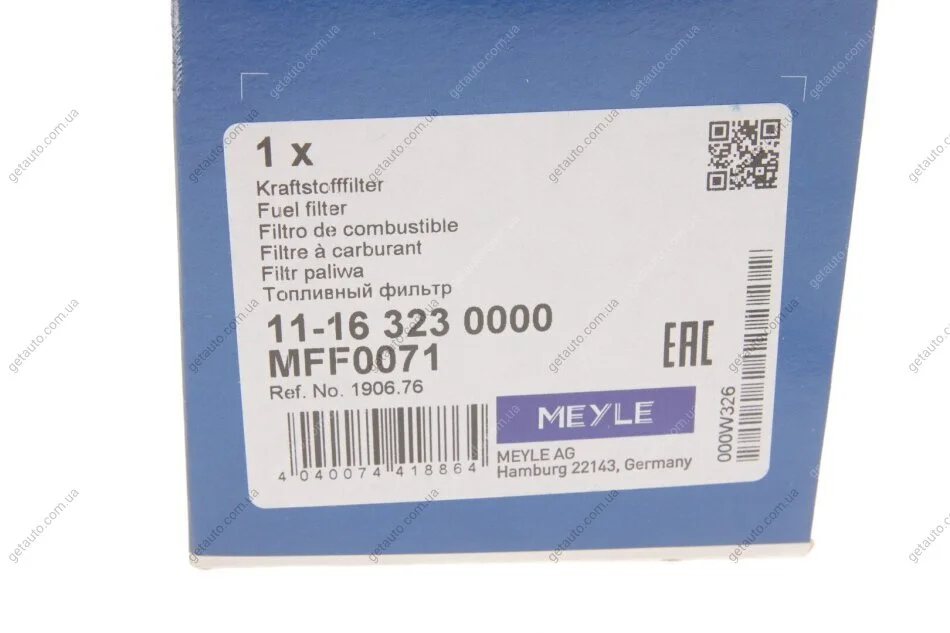 1 x
Kraftstofffilter
Fuel filter
Filtro de combustible
Filtre à carburant
Filtr paliwa
Топливный фильтр
11-16 323 0000
MFF0071
Ref. No. 1906.76
4 040074 418864
MEYLE
MEYLE AG
Hamburg 22143, Germany
EAC
000W326
getauto.com.ua